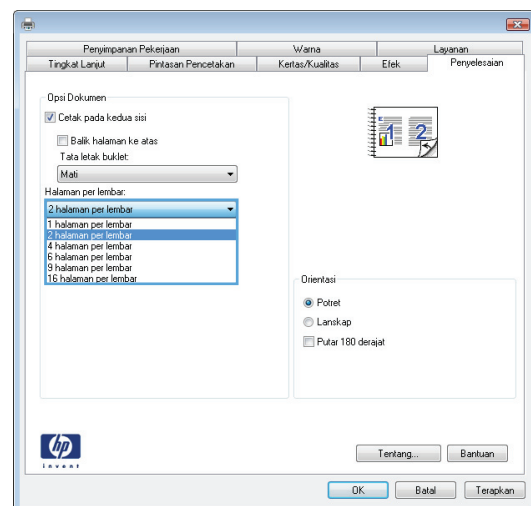 Penyimpanan Pekerjaan Warna Layanan
Tingkat Lanjut Pintasan Pencetakan Kertas/Kualitas Efek Penyelesaian
Opsi Dokumen
Cetak pada kedua sisi
Balik halaman ke atas
Tata letak buklet:
Mati
Halaman per lembar:
2 halaman per lembar
1 halaman per lembar
2 halaman per lembar
4 halaman per lembar
6 halaman per lembar
9 halaman per lembar
16 halaman per lembar
1 2
Orientasi
Potret
Lanskap
Putar 180 derajat
hp
invent
Tentang... Bantuan
OK Batal Terapkan